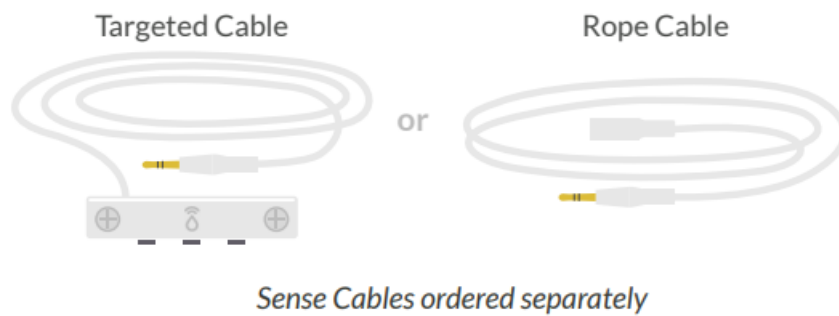 Targeted Cable
Rope Cable
or
Sense Cables ordered separately